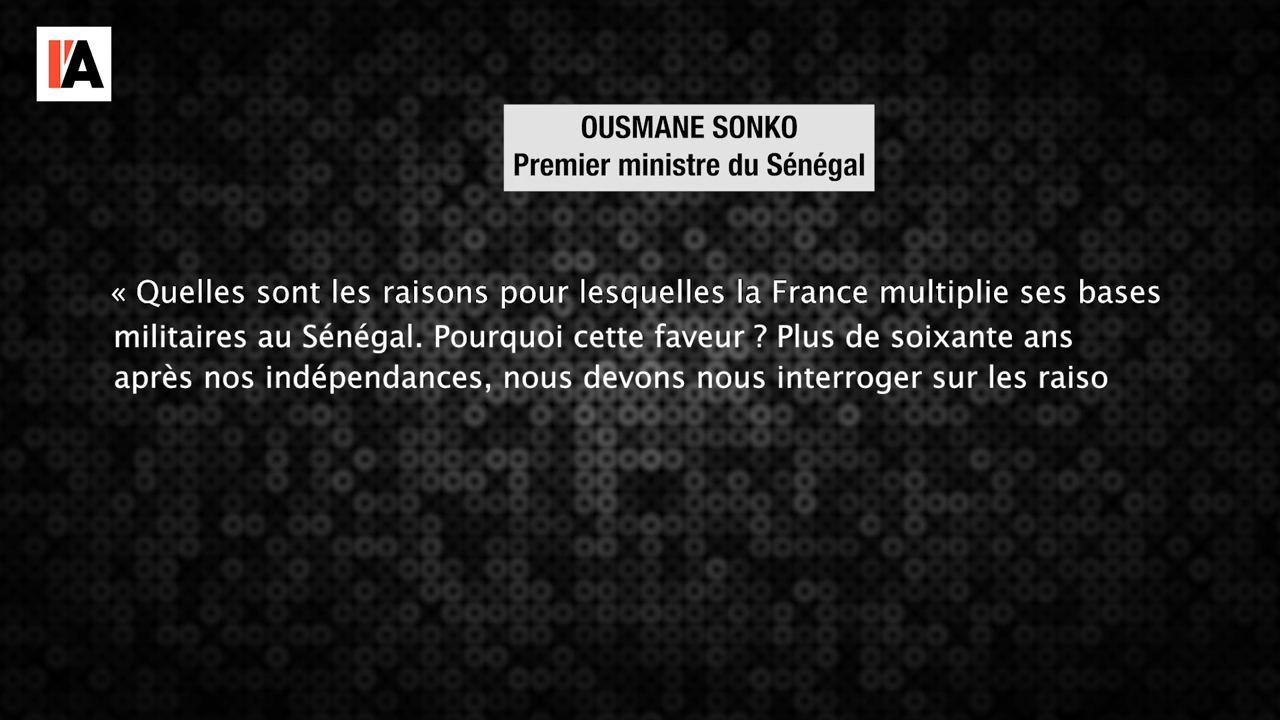 l'A
OUSMANE SONKO
Premier ministre du Sénégal
« Quelles sont les raisons pour lesquelles la France multiplie ses bases
militaires au Sénégal. Pourquoi cette faveur ? Plus de soixante ans
après nos indépendances, nous devons nous interroger sur les raiso